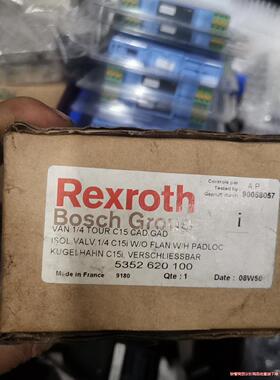 Controle par A.P
Tested by
Geprüft durch 90058057
Rexroth
Bosch Group
i
VAN 1/4 TOUR C15 CAD.GAD
ISOL.VALV.1/4 C15i W/O FLAN W/H PADLOC
KUGELHAHN C15i. VERSCHLIESSBAR
5352 620 100
Made in France 9180 Qte : 1 Date : 08W50